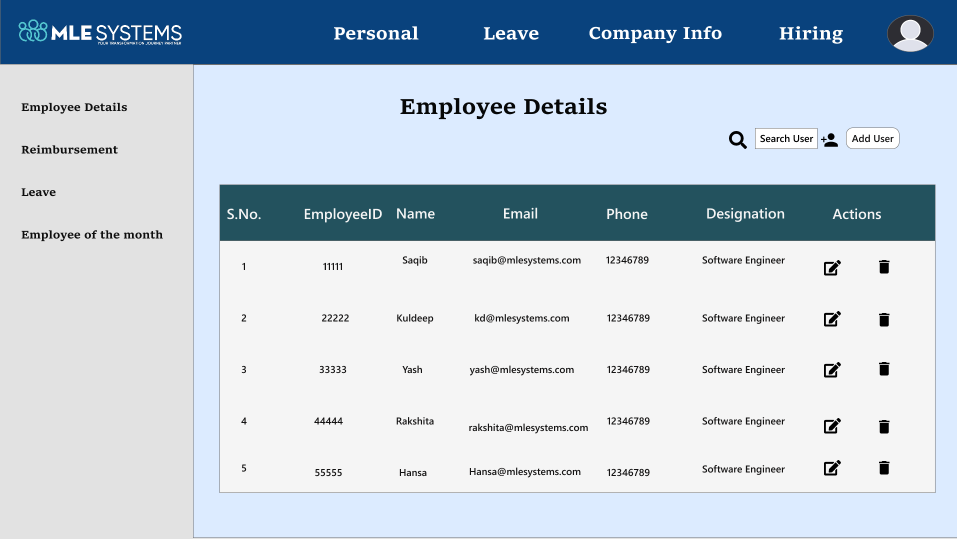 MLE SYSTEMS
YOUR TRANSFORMATION JOURNEY PARTNER
Personal Leave Company Info Hiring
Employee Details
Reimbursement
Leave
Employee of the month
Employee Details
Search User Add User
S.No. EmployeeID Name Email Phone Designation Actions
1 11111 Saqib saqib@mlesystems.com 12346789 Software Engineer
2 22222 Kuldeep kd@mlesystems.com 12346789 Software Engineer
3 33333 Yash yash@mlesystems.com 12346789 Software Engineer
4 44444 Rakshita rakshita@mlesystems.com 12346789 Software Engineer
5 55555 Hansa Hansa@mlesystems.com 12346789 Software Engineer